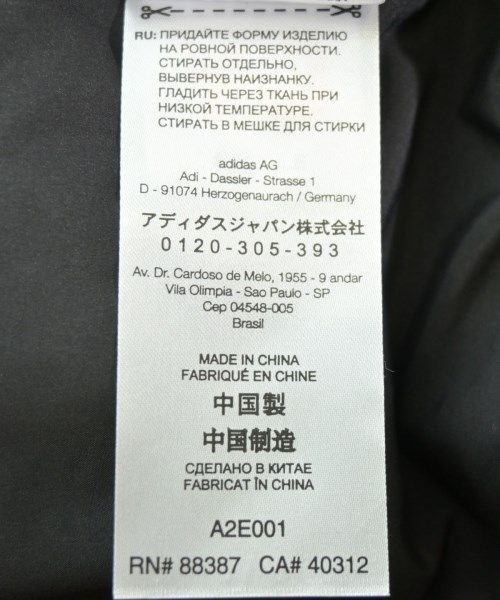 RU: ПРИДАЙТЕ ФОРМУ ИЗДЕЛИЮ
НА РОВНОЙ ПОВЕРХНОСТИ.
СТИРАТЬ ОТДЕЛЬНО,
ВЫВЕРНУВ НАИЗНАНКУ.
ГЛАДИТЬ ЧЕРЕЗ ТКАНЬ ПРИ
НИЗКОЙ ТЕМПЕРАТУРЕ.
СТИРАТЬ В МЕШКЕ ДЛЯ СТИРКИ
adidas AG
Adi - Dassler - Strasse 1
D - 91074 Herzogenaurach / Germany
アディダスジャパン株式会社
0120-305-393
Av. Dr. Cardoso de Melo, 1955 - 9 andar
Vila Olimpia - Sao Paulo - SP
Cep 04548-005
Brasil
MADE IN CHINA
FABRIQUÉ EN CHINE
中国製
中国制造
СДЕЛАНО В КИТАЕ
FABRICAT ÎN CHINA
A2E001
RN# 88387 CA# 40312